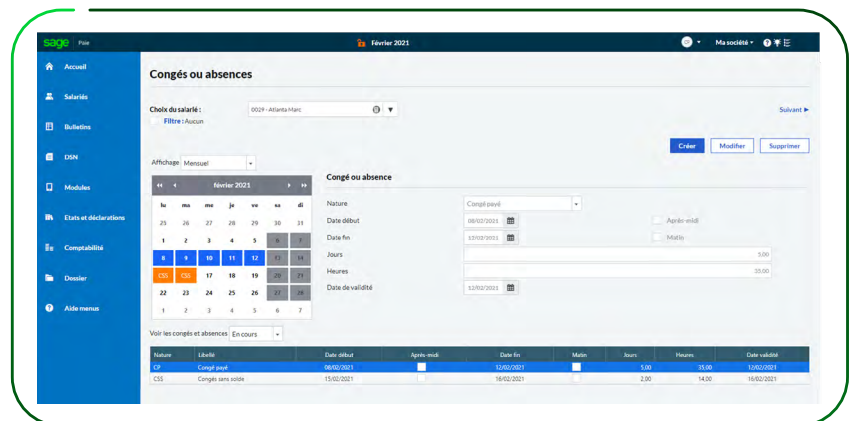 sage Paie Février 2021 Ma société
Accueil
Salariés
Bulletins
DSN
Modules
Etats et déclarations
Comptabilité
Dossier
Aide menus
Congés ou absences
Choix du salarié : 0029 - Atlanta Marc Suivant
Filtre : Aucun
Créer Modifier Supprimer
Affichage Mensuel
février 2021
lu ma me je ve sa di
25 26 27 28 29 30 31
1 2 3 4 5 6 7
8 9 10 11 12 13 14
CSS CSS 17 18 19 20 21
22 23 24 25 26 27 28
1 2 3 4 5 6 7
Congé ou absence
Nature Congé payé
Date début 08/02/2021 Après-midi
Date fin 12/02/2021 Matin
Jours 5,00
Heures 35,00
Date de validité 12/02/2021
Voir les congés et absences En cours
Nature Libellé Date début Après-midi Date fin Matin Jours Heures Date validité
CP Congé payé 08/02/2021 12/02/2021 5,00 35,00 12/02/2021
CSS Congés sans solde 15/02/2021 16/02/2021 2,00 14,00 16/02/2021